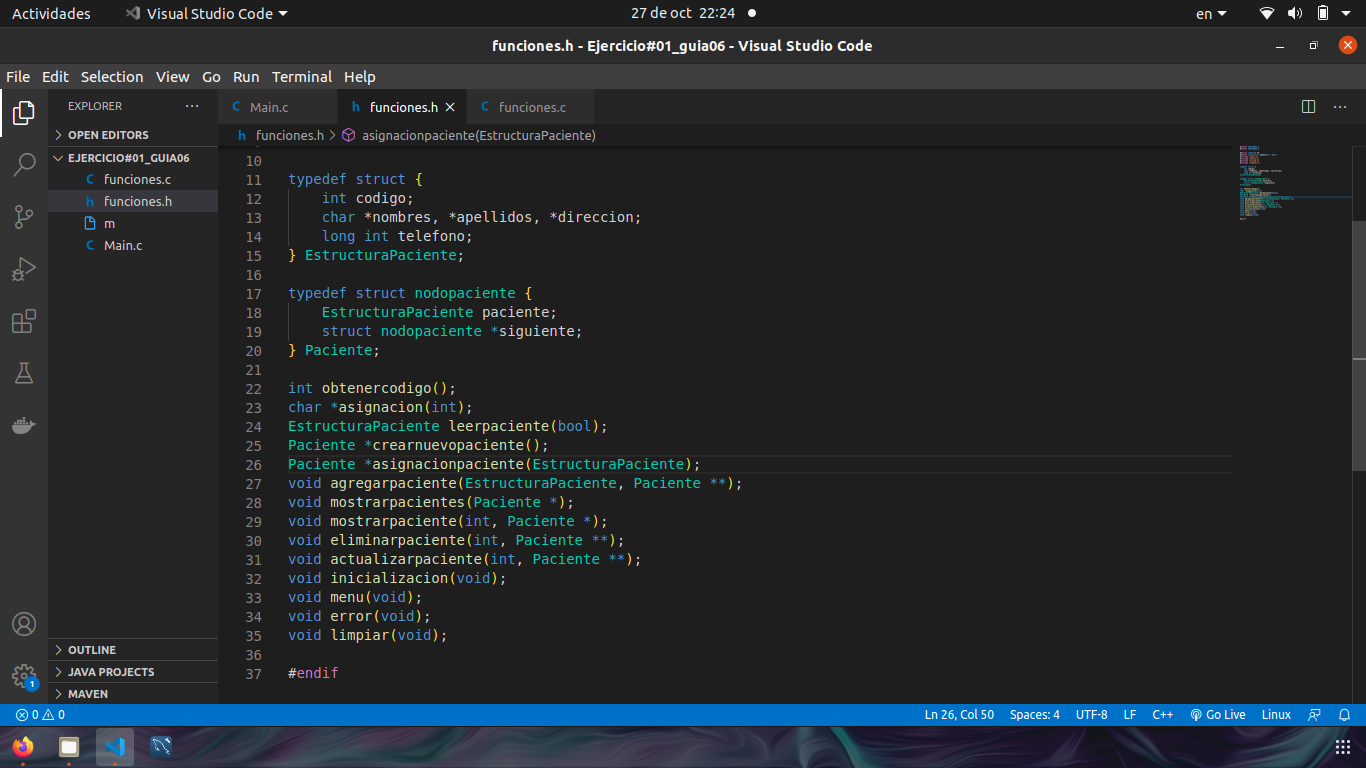 Actividades Visual Studio Code 27 de oct 22:24 en
funciones.h - Ejercicio#01_guia06 - Visual Studio Code
File Edit Selection View Go Run Terminal Help
EXPLORER
OPEN EDITORS
EJERCICIO#01_GUIA06
C funciones.c
h funciones.h
m
C Main.c
OUTLINE
JAVA PROJECTS
MAVEN
1
C Main.c h funciones.h C funciones.c
h funciones.h > asignacionpaciente(EstructuraPaciente)
10
11 typedef struct {
12     int codigo;
13     char *nombres, *apellidos, *direccion;
14     long int telefono;
15 } EstructuraPaciente;
16
17 typedef struct nodopaciente {
18     EstructuraPaciente paciente;
19     struct nodopaciente *siguiente;
20 } Paciente;
21
22 int obtenercodigo();
23 char *asignacion(int);
24 EstructuraPaciente leerpaciente(bool);
25 Paciente *crearnuevopaciente();
26 Paciente *asignacionpaciente(EstructuraPaciente);
27 void agregarpaciente(EstructuraPaciente, Paciente **);
28 void mostrarpacientes(Paciente *);
29 void mostrarpaciente(int, Paciente *);
30 void eliminarpaciente(int, Paciente **);
31 void actualizarpaciente(int, Paciente **);
32 void inicializacion(void);
33 void menu(void);
34 void error(void);
35 void limpiar(void);
36
37 #endif
0 0 Ln 26, Col 50 Spaces: 4 UTF-8 LF C++ Go Live Linux